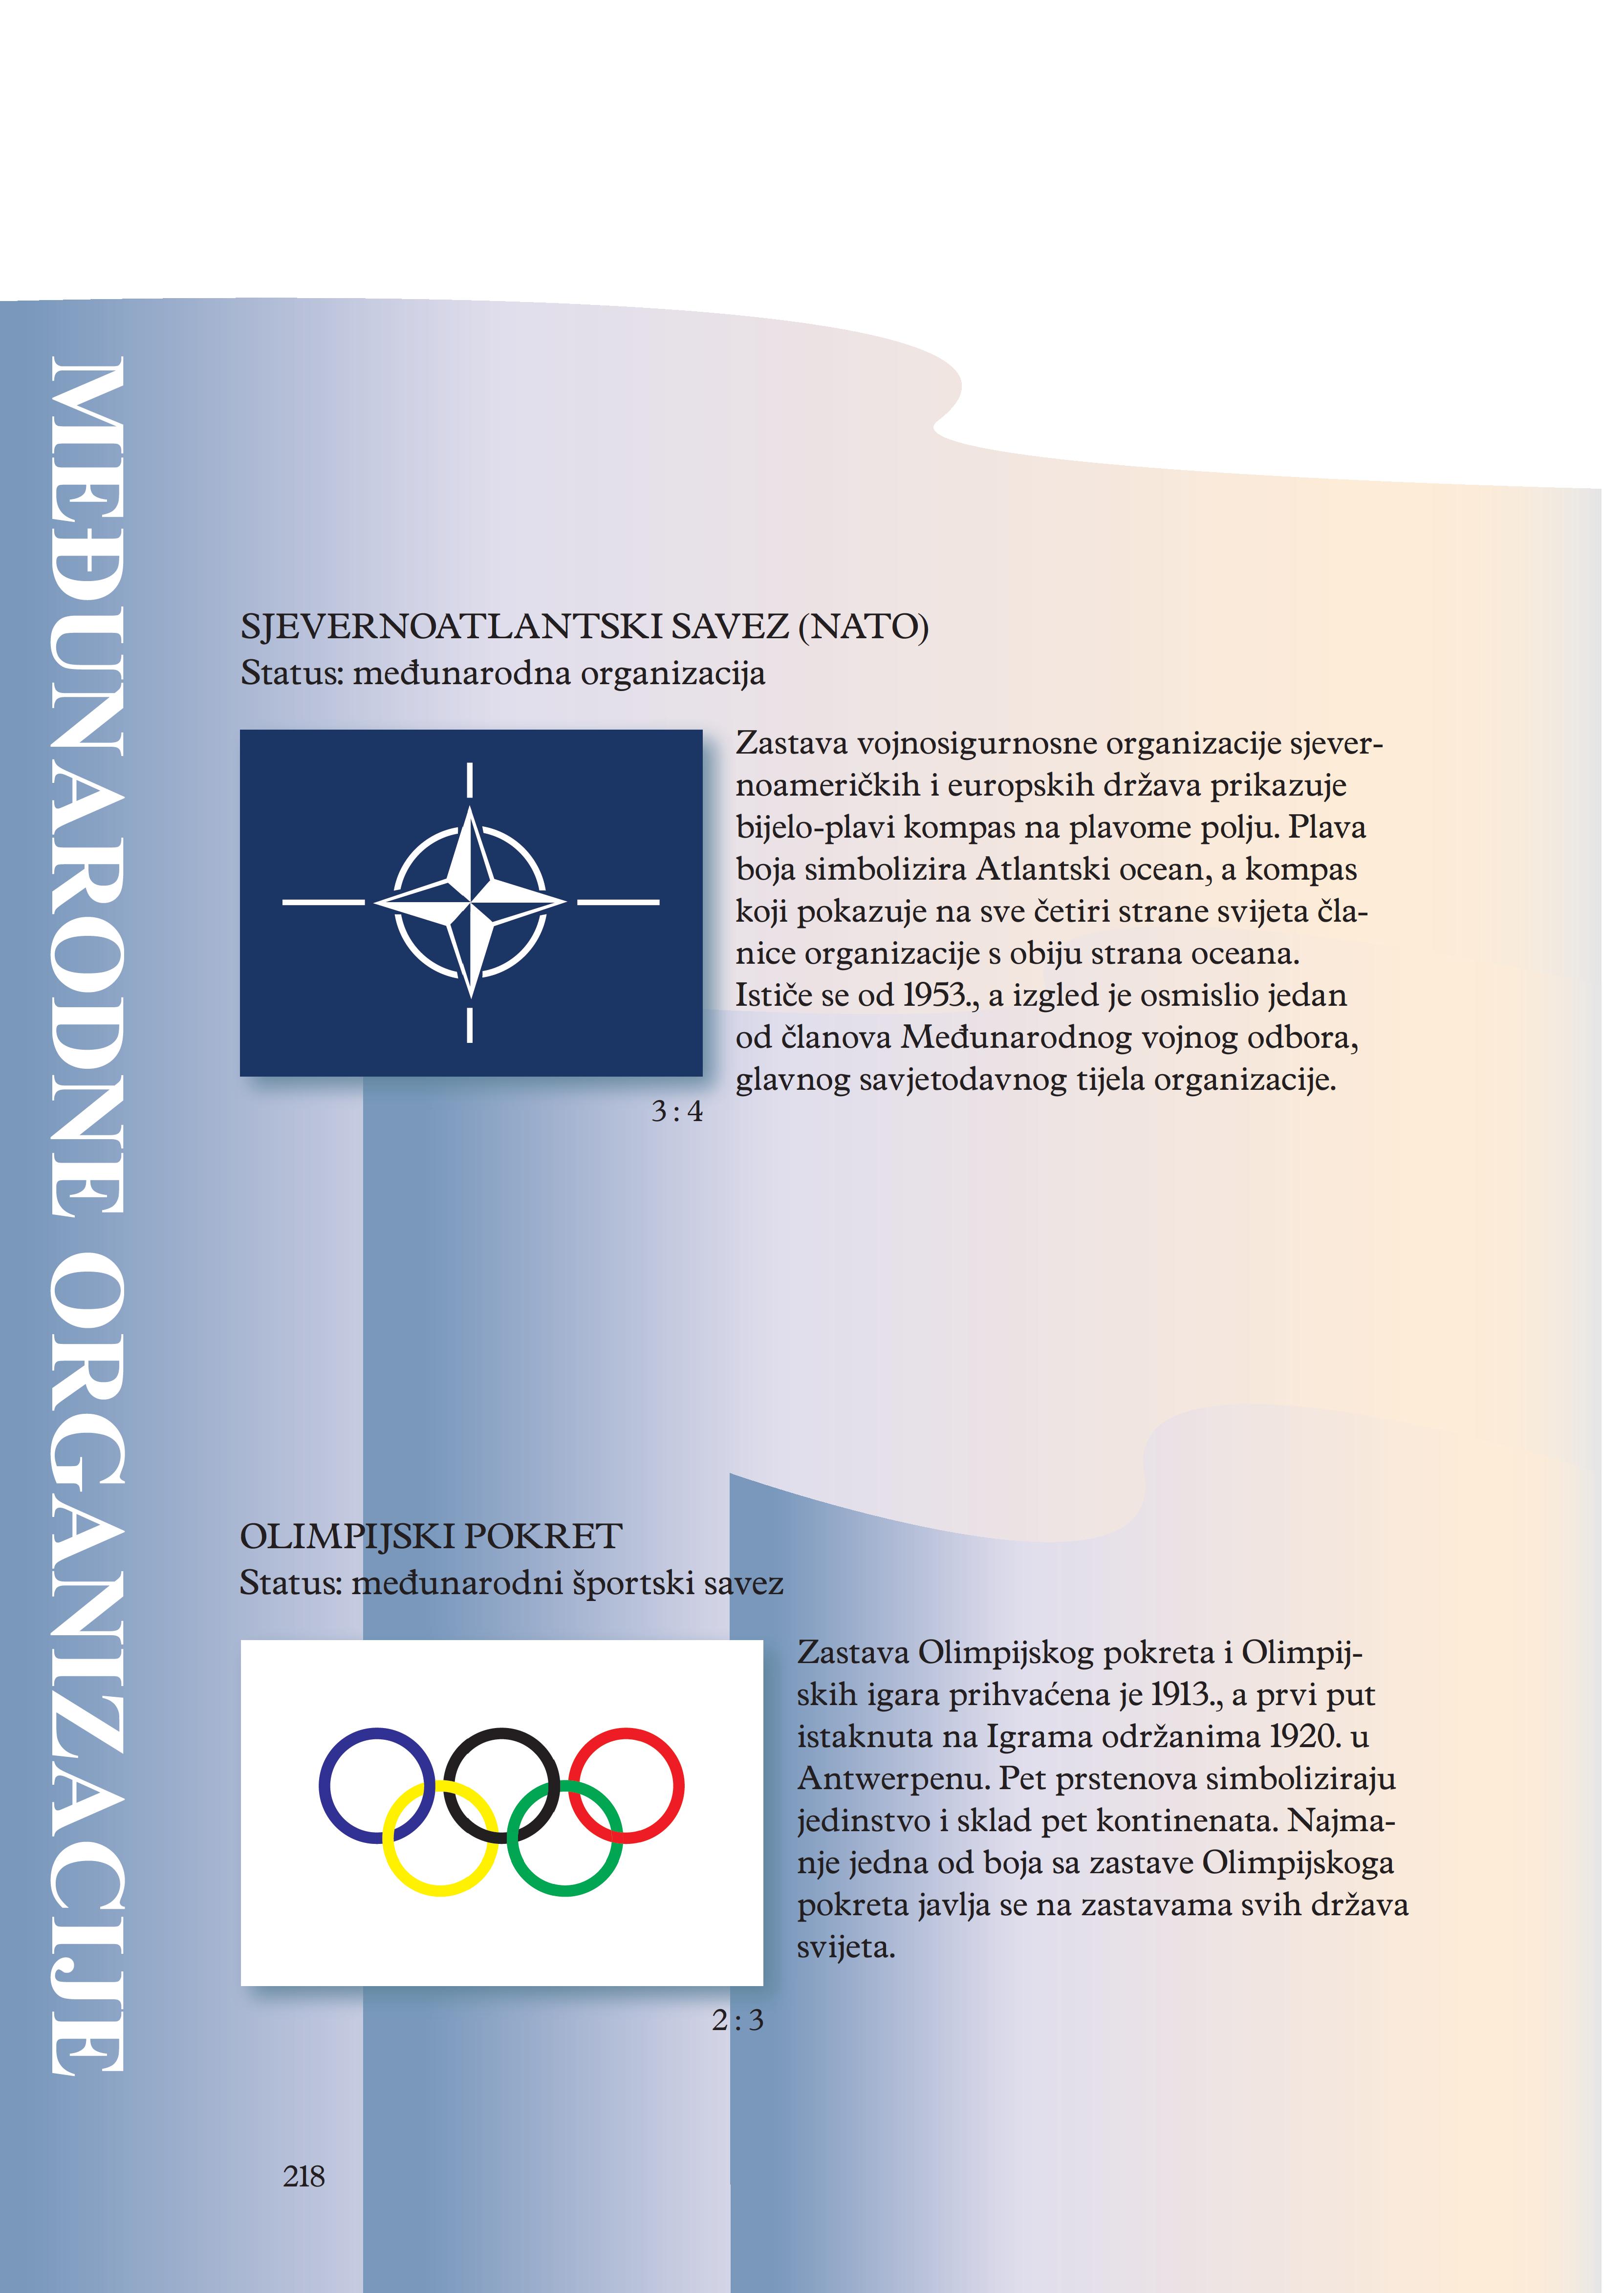 MEĐUNARODNE ORGANIZACIJE
SJEVERNOATLANTSKI SAVEZ (NATO)
Status: međunarodna organizacija
Zastava vojnosigurnosne organizacije sjever-
noameričkih i europskih država prikazuje
bijelo-plavi kompas na plavome polju. Plava
boja simbolizira Atlantski ocean, a kompas
koji pokazuje na sve četiri strane svijeta čla-
nice organizacije s obiju strana oceana.
Ističe se od 1953., a izgled je osmislio jedan
od članova Međunarodnog vojnog odbora,
glavnog savjetodavnog tijela organizacije.
3 : 4
OLIMPIJSKI POKRET
Status: međunarodni športski savez
Zastava Olimpijskog pokreta i Olimpij-
skih igara prihvaćena je 1913., a prvi put
istaknuta na Igrama održanima 1920. u
Antwerpenu. Pet prstenova simboliziraju
jedinstvo i sklad pet kontinenata. Najma-
nje jedna od boja sa zastave Olimpijskoga
pokreta javlja se na zastavama svih država
svijeta.
2 : 3
218